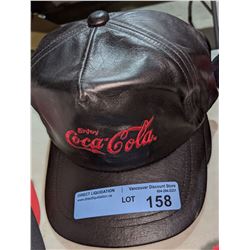 Enjoy
Coca-Cola
DIRECT LIQUIDATION
Vancouver Discount Store
LOT 158